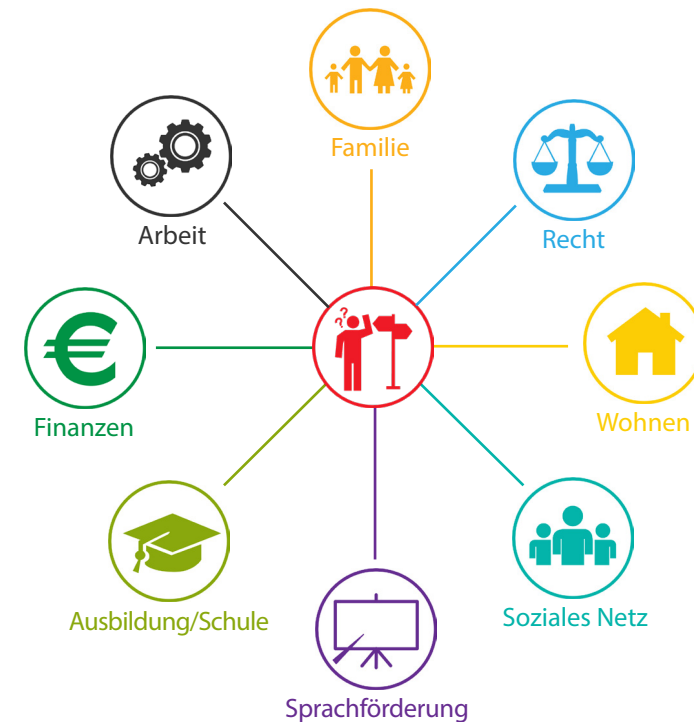 Familie
Arbeit
Recht
??
?
Finanzen
Wohnen
Ausbildung/Schule
Soziales Netz
Sprachförderung